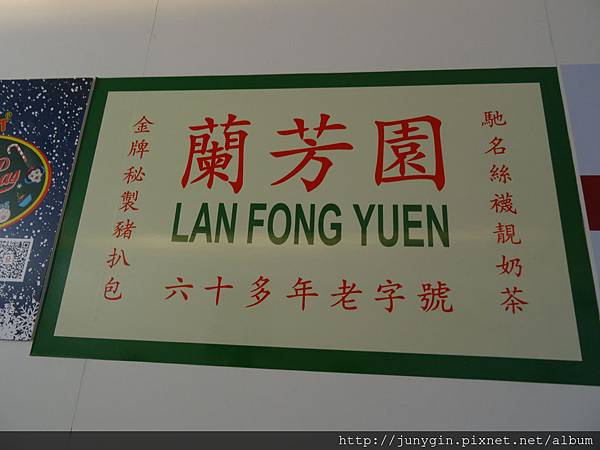 蘭芳園
LAN FONG YUEN
馳名絲襪靚奶茶
金牌秘製豬扒包
六十多年老字號
http://junygin.pixnet.net/album